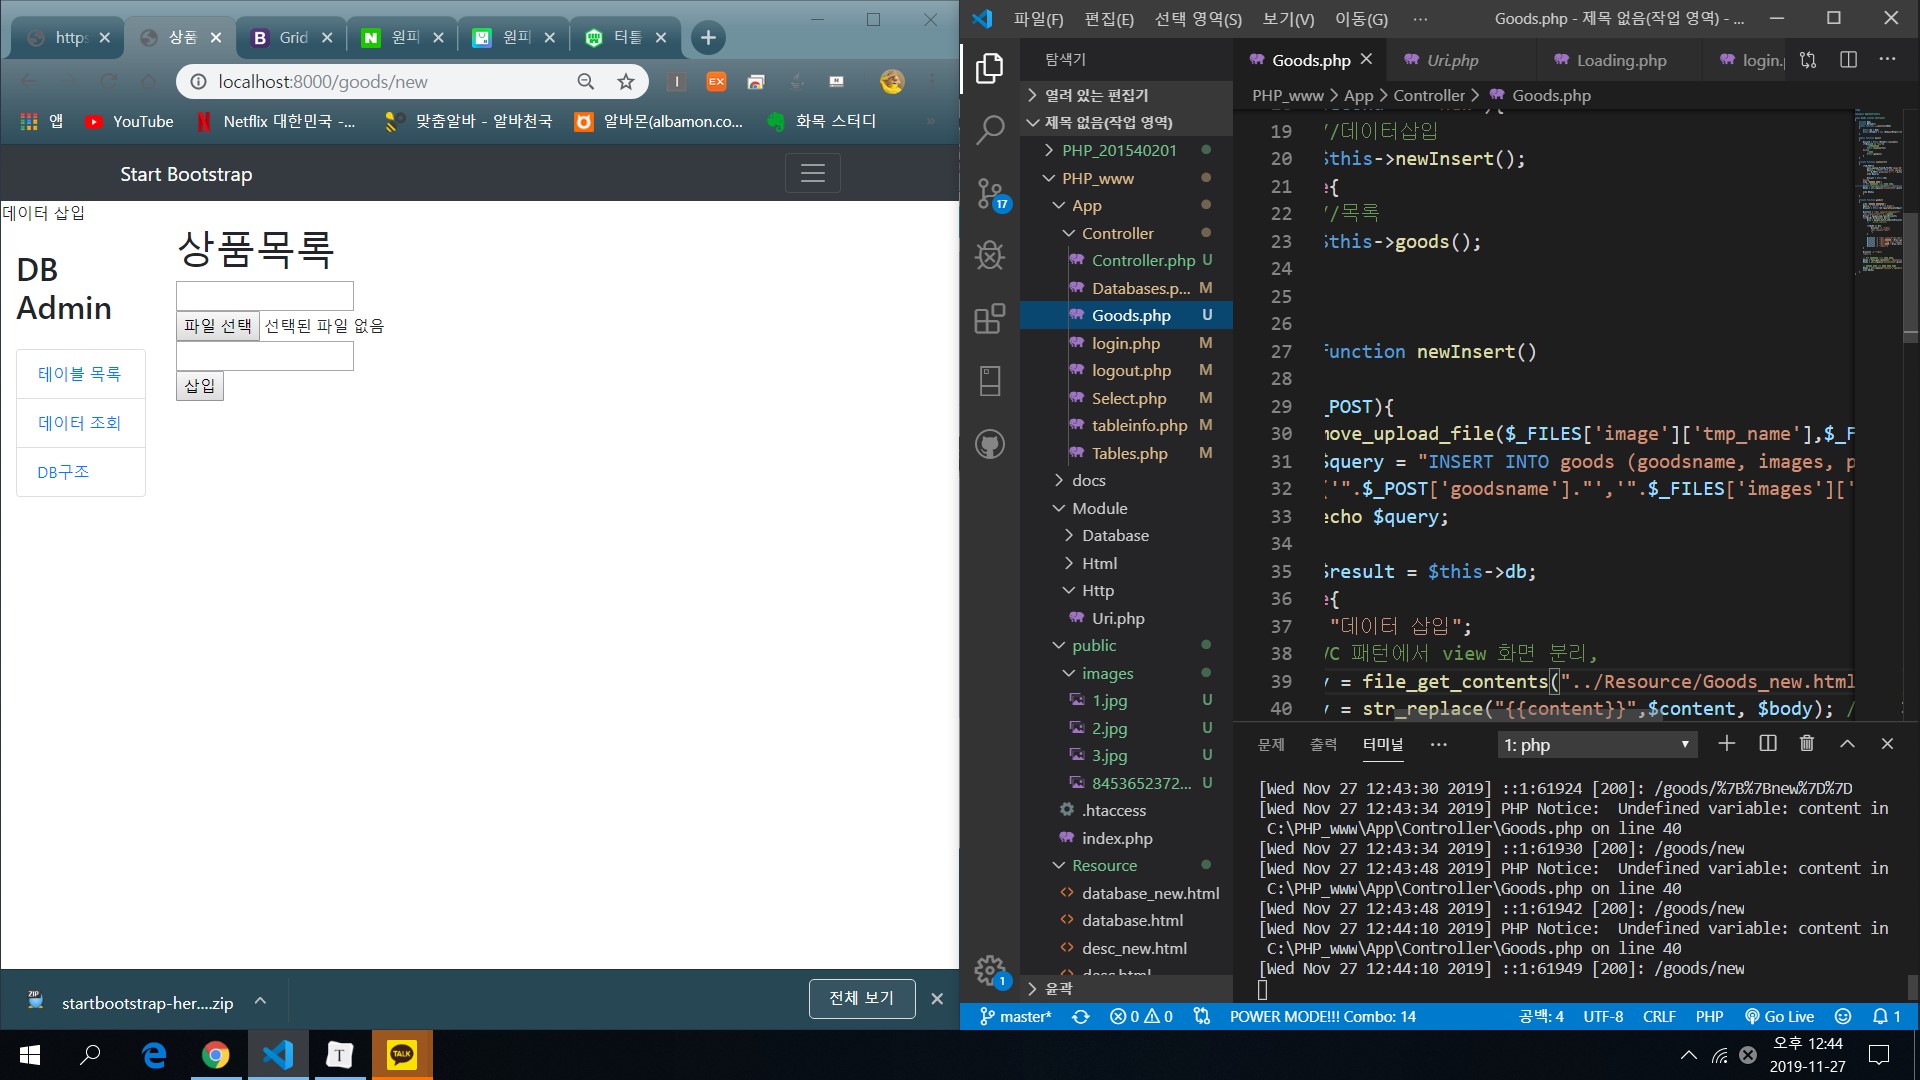 https
상품
Grid
원피
원피
터틀
localhost:8000/goods/new
앱
YouTube
Netflix 대한민국 -...
맞춤알바 - 알바천국
알바몬(albamon.co...
화목 스터디
Start Bootstrap
데이터 삽입
DB
Admin
테이블 목록
데이터 조회
DB구조
상품목록
파일 선택 선택된 파일 없음
삽입
startbootstrap-her....zip
전체 보기
파일(F) 편집(E) 선택 영역(S) 보기(V) 이동(G) ···
Goods.php - 제목 없음(작업 영역) - ...
탐색기
열려 있는 편집기
제목 없음(작업 영역)
PHP_201540201
PHP_www
App
Controller
Controller.php U
Databases.p... M
Goods.php U
login.php M
logout.php M
Select.php M
tableinfo.php M
Tables.php M
docs
Module
Database
Html
Http
Uri.php
public
images
1.jpg U
2.jpg U
3.jpg U
8453652372... U
.htaccess
index.php
Resource
database_new.html
database.html
desc_new.html
desc.html
윤곽
17
1
Goods.php
Uri.php
Loading.php
login.p
PHP_www > App > Controller > Goods.php
19 //데이터삽입
20 $this->newInsert();
21 e{
22 //목록
23 $this->goods();
24
25
26
27 function newInsert()
28
29 _POST){
30 move_upload_file($_FILES['image']['tmp_name'],$_F
31 $query = "INSERT INTO goods (goodsname, images, p
32 ('".$_POST['goodsname']."','".$_FILES['images']['
33 echo $query;
34
35 $result = $this->db;
36 e{
37 "데이터 삽입";
38 VC 패턴에서 view 화면 분리,
39 y = file_get_contents("../Resource/Goods_new.html
40 y = str_replace("{{content}}",$content, $body); /
문제 출력 터미널 ···
1: php
[Wed Nov 27 12:43:30 2019] ::1:61924 [200]: /goods/%7B%7Bnew%7D%7D
[Wed Nov 27 12:43:34 2019] PHP Notice:  Undefined variable: content in
C:\PHP_www\App\Controller\Goods.php on line 40
[Wed Nov 27 12:43:34 2019] ::1:61930 [200]: /goods/new
[Wed Nov 27 12:43:48 2019] PHP Notice:  Undefined variable: content in
C:\PHP_www\App\Controller\Goods.php on line 40
[Wed Nov 27 12:43:48 2019] ::1:61942 [200]: /goods/new
[Wed Nov 27 12:44:10 2019] PHP Notice:  Undefined variable: content in
C:\PHP_www\App\Controller\Goods.php on line 40
[Wed Nov 27 12:44:10 2019] ::1:61949 [200]: /goods/new
master* 0 0 POWER MODE!!! Combo: 14 공백: 4 UTF-8 CRLF PHP Go Live 1
TALK
오후 12:44
2019-11-27